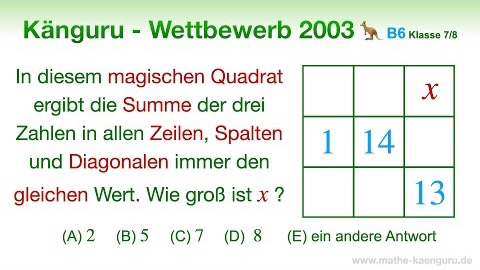 Känguru - Wettbewerb 2003 B6 Klasse 7/8
In diesem magischen Quadrat
ergibt die Summe der drei
Zahlen in allen Zeilen, Spalten
und Diagonalen immer den
gleichen Wert. Wie groß ist x ?
x
1 14
13
(A) 2 (B) 5 (C) 7 (D) 8 (E) ein andere Antwort
www.mathe-kaenguru.de